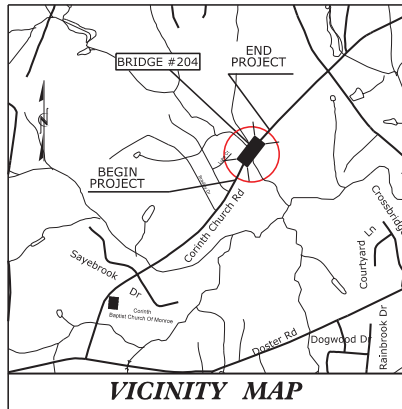 END
PROJECT
BRIDGE #204
BEGIN
PROJECT
Corinth Church Rd
Sayebrook
Dr
Corinth
Baptist Church Of Monroe
Crossbridge
Ln
Courtyard
Doster Rd
Dogwood Dr
Rainbrook Dr
VICINITY MAP